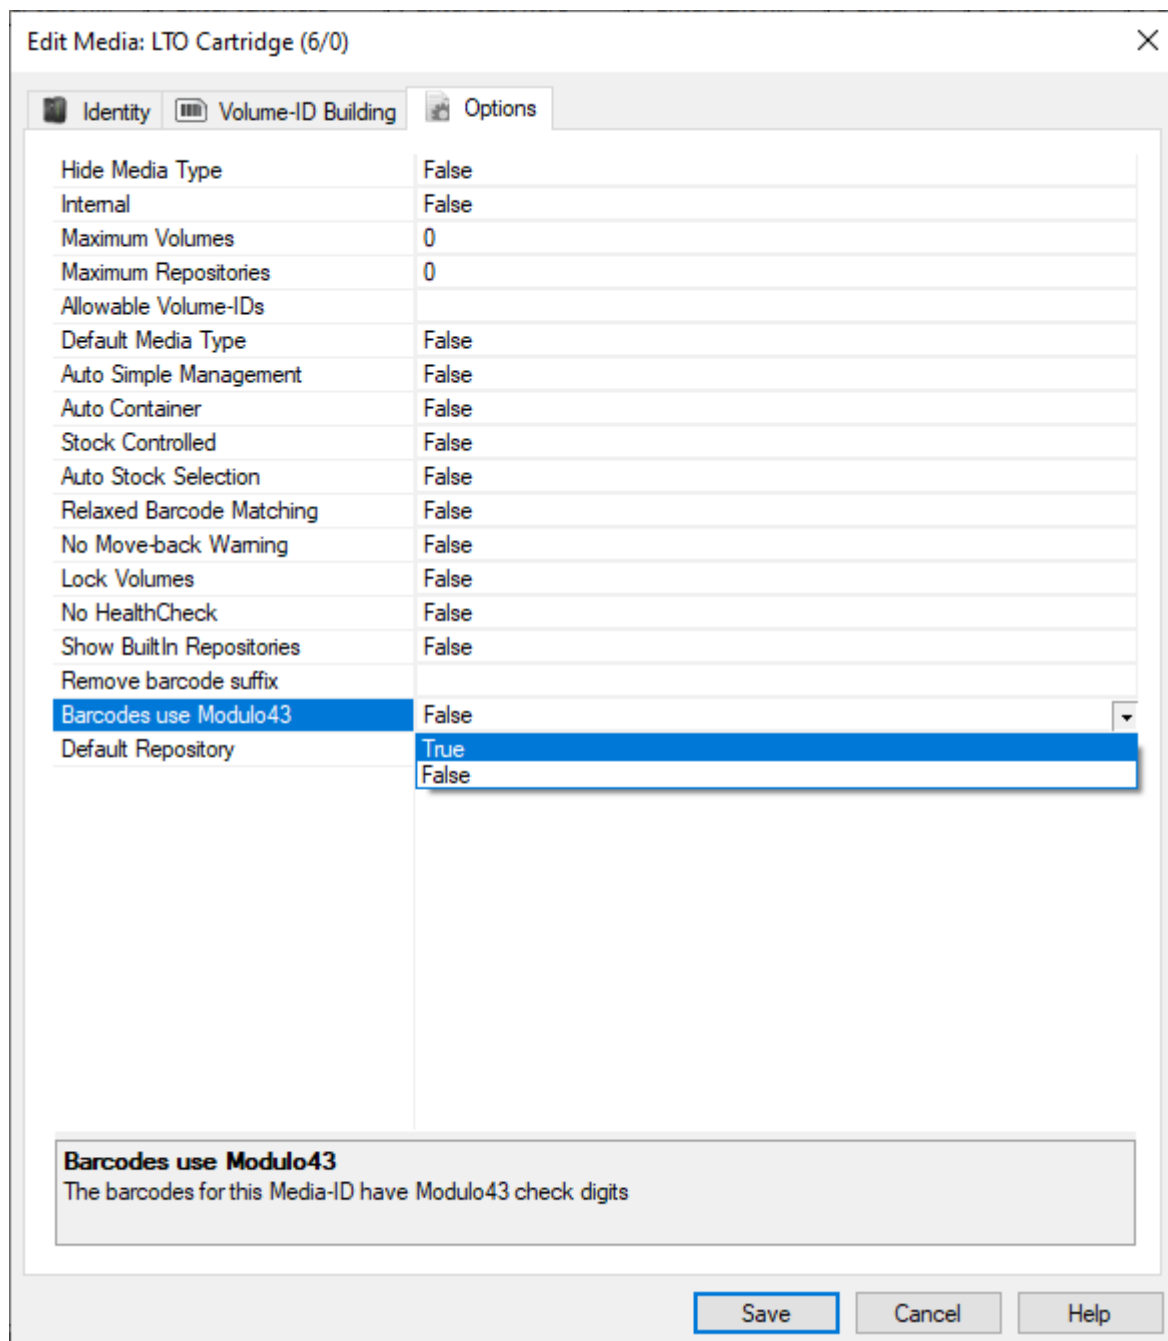 Edit Media: LTO Cartridge (6/0)
Identity Volume-ID Building Options
Hide Media Type False
Internal False
Maximum Volumes 0
Maximum Repositories 0
Allowable Volume-IDs
Default Media Type False
Auto Simple Management False
Auto Container False
Stock Controlled False
Auto Stock Selection False
Relaxed Barcode Matching False
No Move-back Warning False
Lock Volumes False
No HealthCheck False
Show BuiltIn Repositories False
Remove barcode suffix
Barcodes use Modulo43 False
Default Repository True
False
Barcodes use Modulo43
The barcodes for this Media-ID have Modulo43 check digits
Save Cancel Help